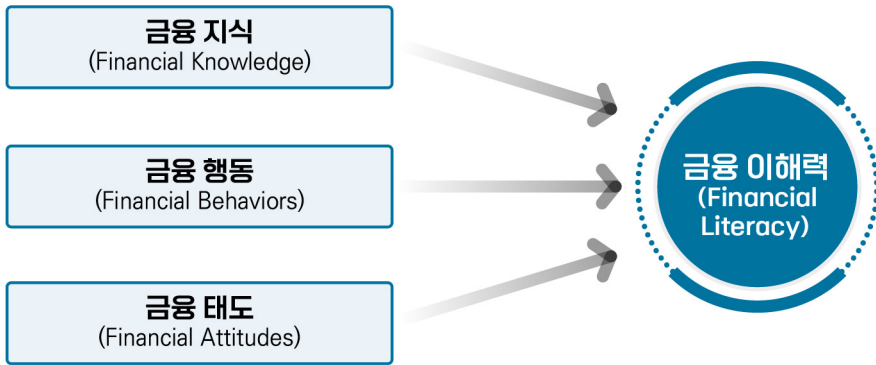 금융 지식
(Financial Knowledge)
금융 행동
(Financial Behaviors)
금융 태도
(Financial Attitudes)
금융 이해력
(Financial
Literacy)